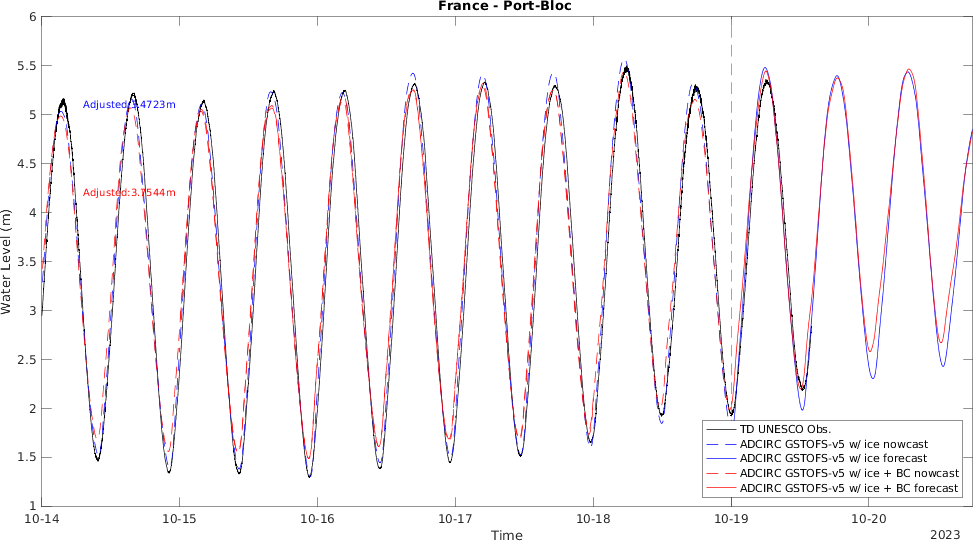 France - Port-Bloc
6
5.5
5
4.5
4
3.5
3
2.5
2
1.5
1
Water Level (m)
Adjusted:3.4723m
Adjusted:3.7544m
TD UNESCO Obs.
ADCIRC GSTOFS-v5 w/ ice nowcast
ADCIRC GSTOFS-v5 w/ ice forecast
ADCIRC GSTOFS-v5 w/ ice + BC nowcast
ADCIRC GSTOFS-v5 w/ ice + BC forecast
10-14 10-15 10-16 10-17 10-18 10-19 10-20
Time
2023